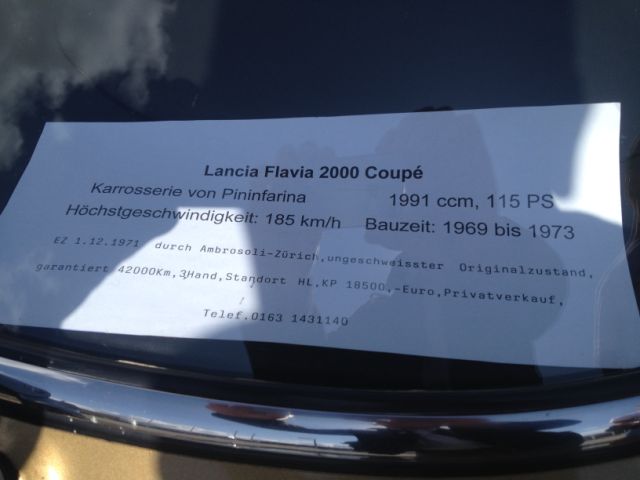 Lancia Flavia 2000 Coupé
Karrosserie von Pininfarina 1991 ccm, 115 PS
Höchstgeschwindigkeit: 185 km/h Bauzeit: 1969 bis 1973
EZ 1.12.1971 durch Ambrosoli-Zürich,ungeschweisster Originalzustand,
garantiert 42000Km,3Hand,Standort HL,KP 18500,-Euro,Privatverkauf,
Telef.0163 1431140